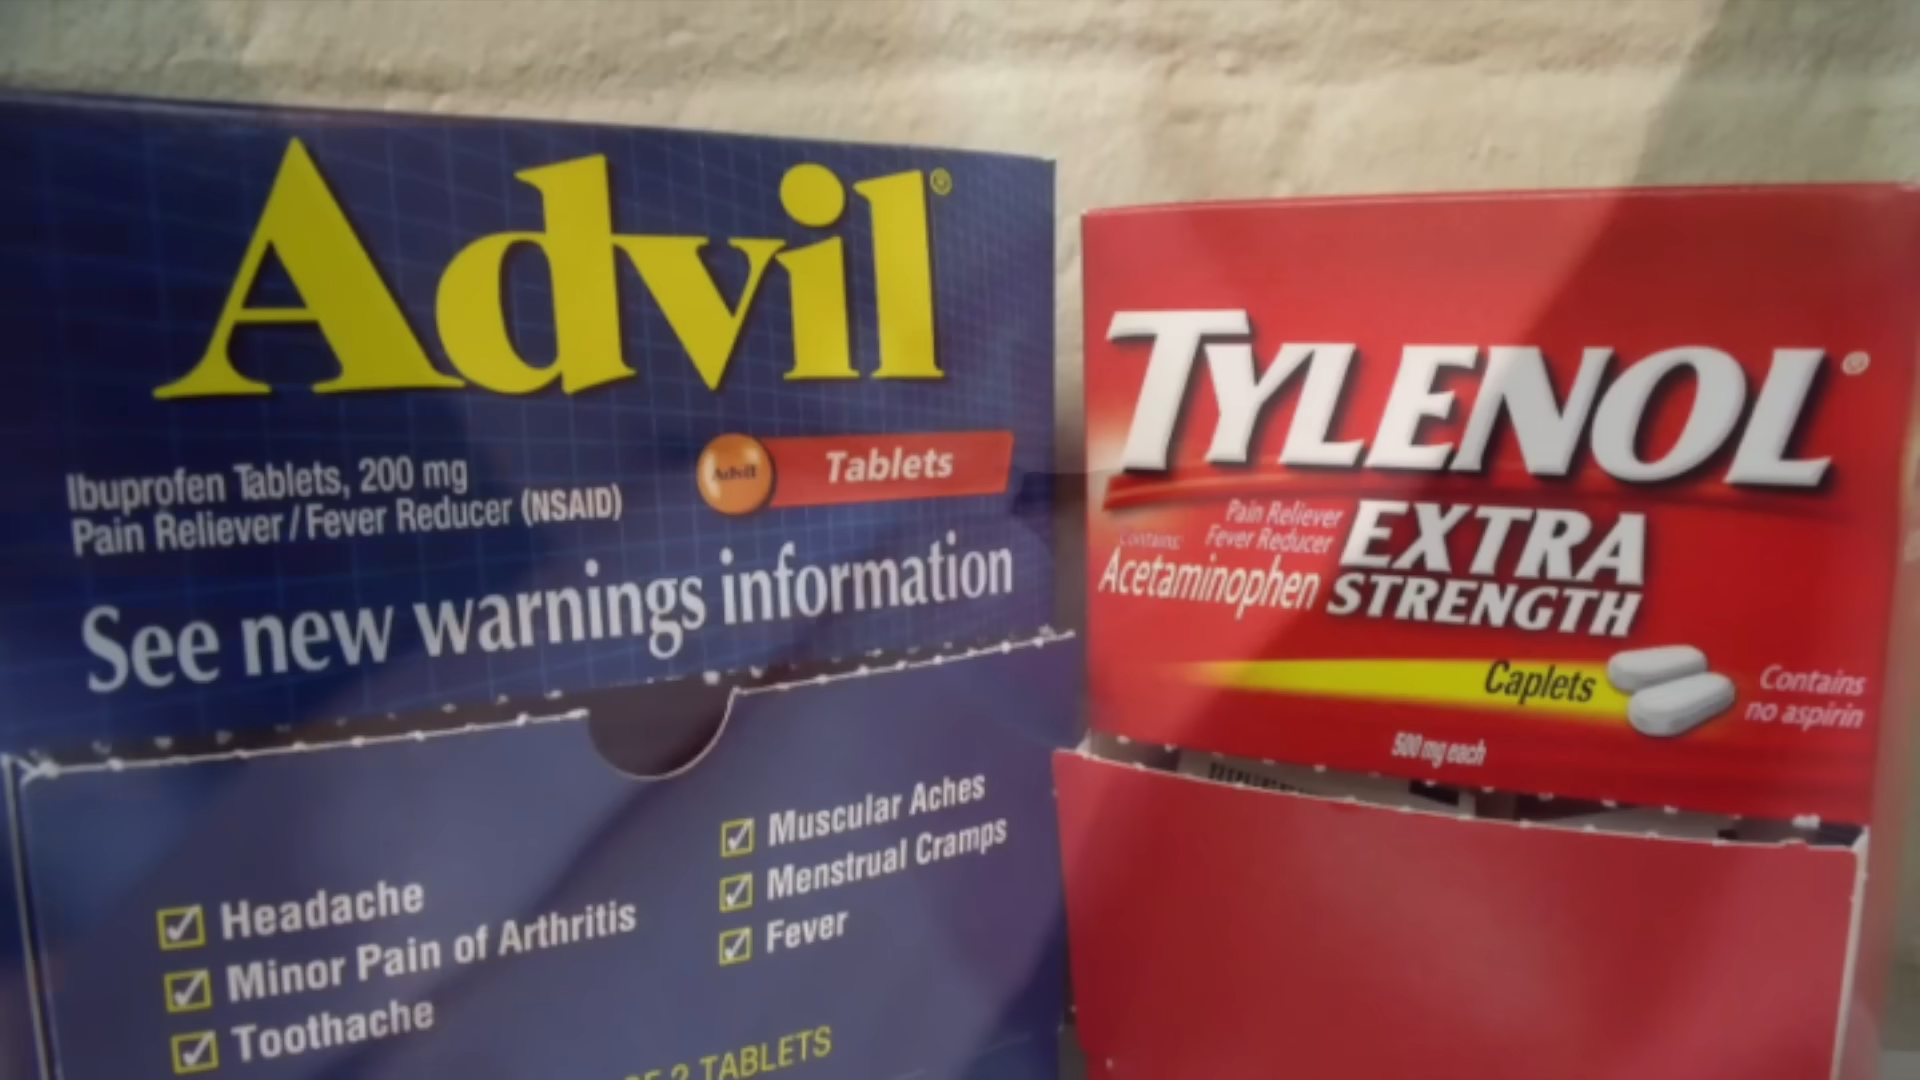 Advil®
Ibuprofen Tablets, 200 mg
Pain Reliever / Fever Reducer (NSAID)
Advil
Tablets
See new warnings information
Headache
Minor Pain of Arthritis
Toothache
Muscular Aches
Menstrual Cramps
Fever
2 TABLETS
TYLENOL®
Pain Reliever
Fever Reducer
Contains:
Acetaminophen
EXTRA
STRENGTH
Caplets
Contains
no aspirin
500 mg each